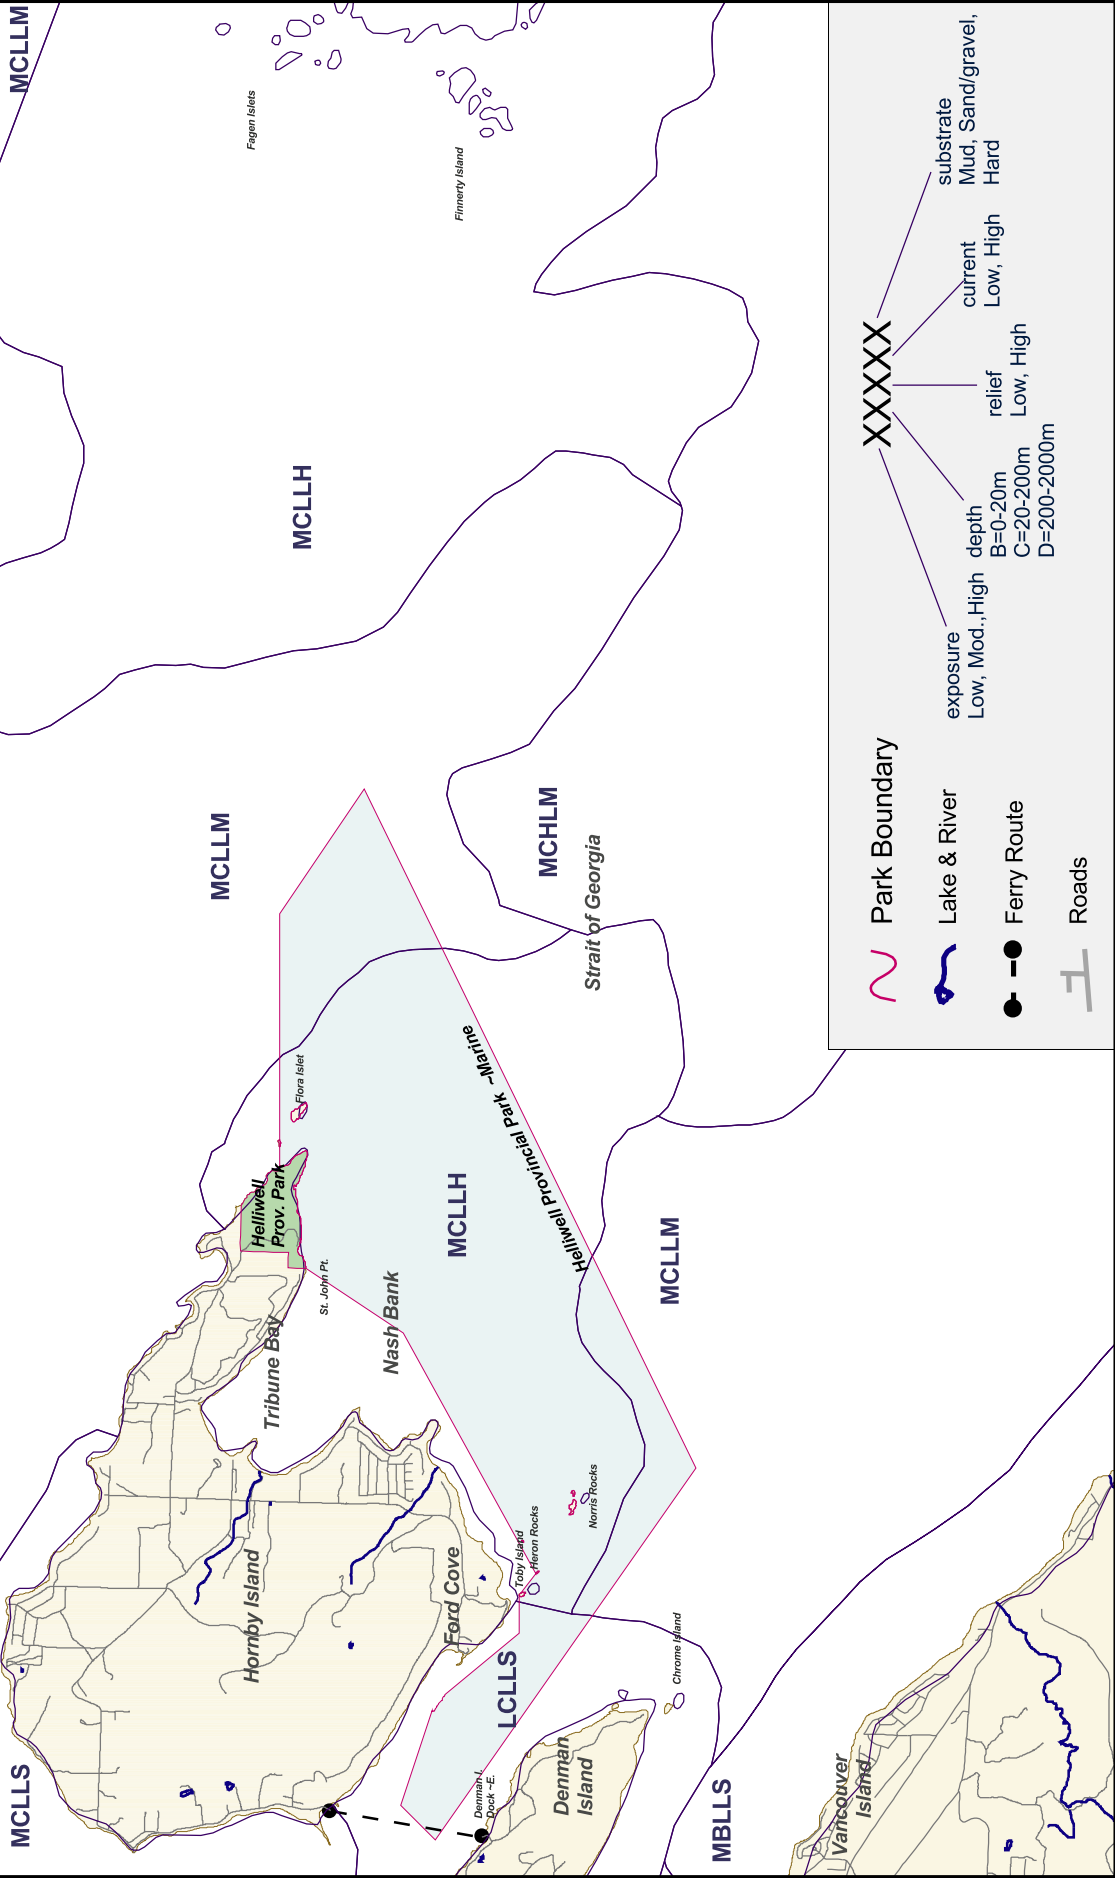 MCLLS
MCLLM
MCLLH
MCLLM
Fagen Islets
Finnerty Island
Hornby Island
Tribune Bay
Helliwell
Prov. Park
Flora Islet
St. John Pt.
Nash Bank
Ford Cove
MCLLH
Helliwell Provincial Park ~Marine
MCHLM
Strait of Georgia
LCLLS
Toby Island
Heron Rocks
Norris Rocks
Denman I.
Dock ~E.
Denman
Island
Chrome Island
MCLLM
MBLLS
Vancouver
Island
Park Boundary
Lake & River
Ferry Route
Roads
XXXXX
exposure
Low, Mod.,High
depth
B=0-20m
C=20-200m
D=200-2000m
relief
Low, High
current
Low, High
substrate
Mud, Sand/gravel,
Hard